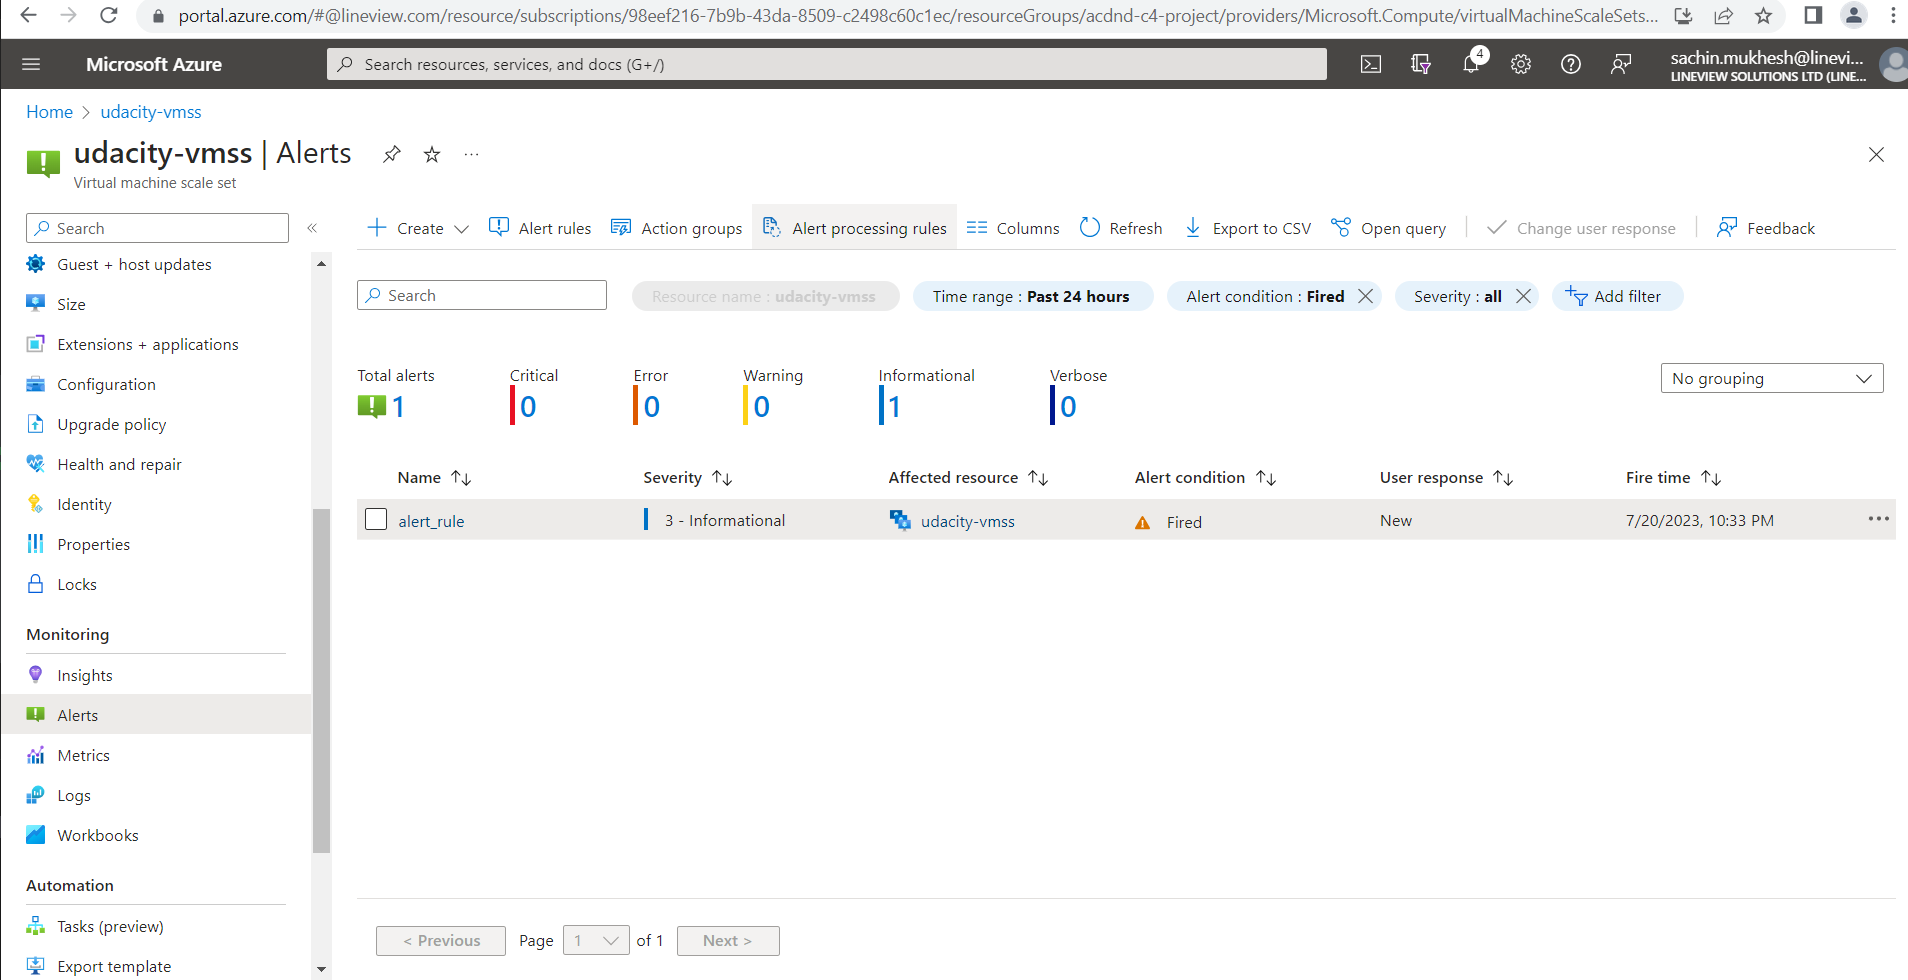 portal.azure.com/#@lineview.com/resource/subscriptions/98eef216-7b9b-43da-8509-c2498c60c1ec/resourceGroups/acdnd-c4-project/providers/Microsoft.Compute/virtualMachineScaleSets...
Microsoft Azure
Search resources, services, and docs (G+/)
4
sachin.mukhesh@linevi...
LINEVIEW SOLUTIONS LTD (LINE...
Home > udacity-vmss
udacity-vmss | Alerts
Virtual machine scale set
Search
«
Guest + host updates
Size
Extensions + applications
Configuration
Upgrade policy
Health and repair
Identity
Properties
Locks
Monitoring
Insights
Alerts
Metrics
Logs
Workbooks
Automation
Tasks (preview)
Export template
Create Alert rules Action groups Alert processing rules Columns Refresh Export to CSV Open query Change user response Feedback
Search Resource name : udacity-vmss Time range : Past 24 hours Alert condition : Fired Severity : all Add filter
Total alerts Critical Error Warning Informational Verbose
1 0 0 0 1 0
No grouping
Name Severity Affected resource Alert condition User response Fire time
alert_rule 3 - Informational udacity-vmss Fired New 7/20/2023, 10:33 PM
< Previous Page 1 of 1 Next >